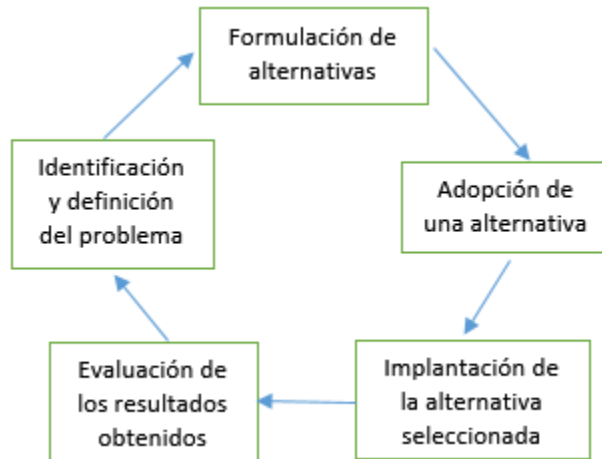 Formulación de
alternativas
Identificación
y definición
del problema
Adopción de
una alternativa
Evaluación de
los resultados
obtenidos
Implantación de
la alternativa
seleccionada